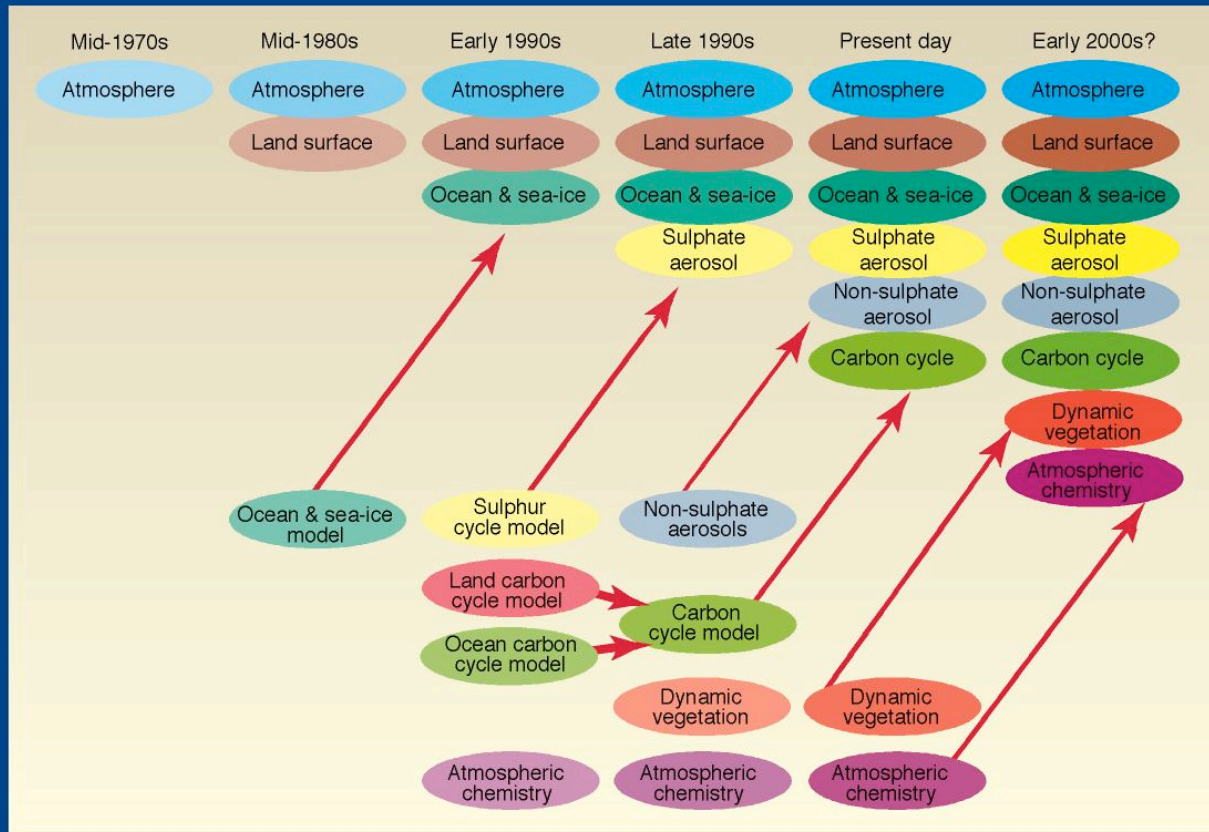 Mid-1970s
Mid-1980s
Early 1990s
Late 1990s
Present day
Early 2000s?
Atmosphere
Atmosphere
Atmosphere
Atmosphere
Atmosphere
Atmosphere
Land surface
Land surface
Land surface
Land surface
Land surface
Ocean & sea-ice
Ocean & sea-ice
Ocean & sea-ice
Ocean & sea-ice
Sulphate
aerosol
Sulphate
aerosol
Sulphate
aerosol
Non-sulphate
aerosol
Non-sulphate
aerosol
Carbon cycle
Carbon cycle
Dynamic
vegetation
Atmospheric
chemistry
Ocean & sea-ice
model
Sulphur
cycle model
Non-sulphate
aerosols
Land carbon
cycle model
Carbon
cycle model
Ocean carbon
cycle model
Dynamic
vegetation
Dynamic
vegetation
Atmospheric
chemistry
Atmospheric
chemistry
Atmospheric
chemistry